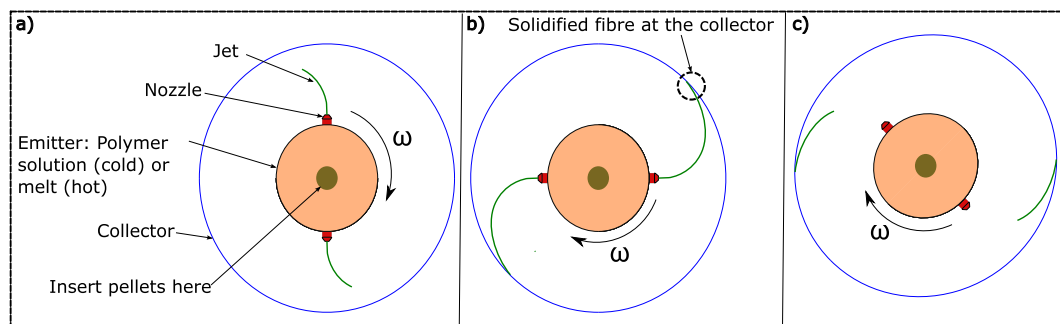 a)
Jet
Nozzle
Emitter: Polymer
solution (cold) or
melt (hot)
Collector
Insert pellets here
ω
b)
Solidified fibre at the collector
ω
c)
ω